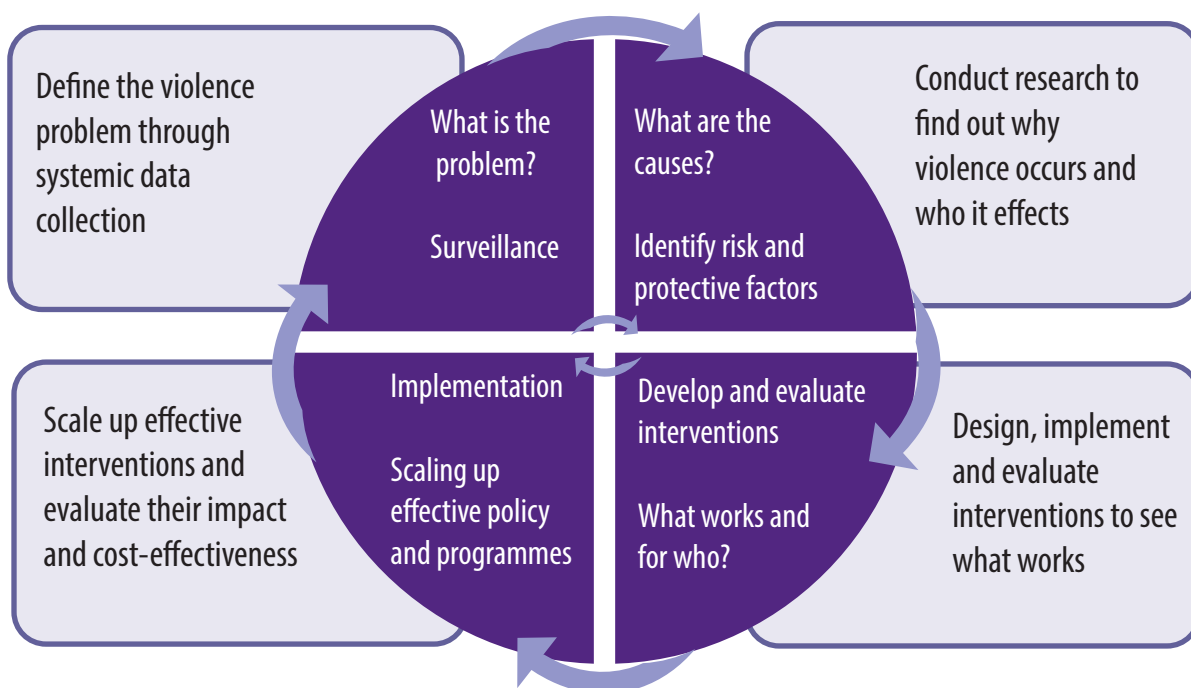 Define the violence
problem through
systemic data
collection
What is the
problem?
Surveillance
What are the
causes?
Identify risk and
protective factors
Conduct research to
find out why
violence occurs and
who it effects
Scale up effective
interventions and
evaluate their impact
and cost-effectiveness
Implementation
Scaling up
effective policy
and programmes
Develop and evaluate
interventions
What works and
for who?
Design, implement
and evaluate
interventions to see
what works